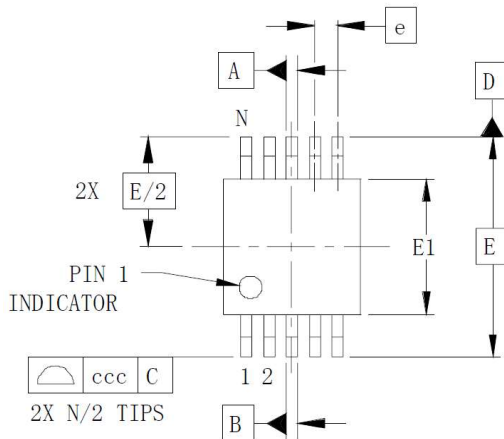 e
A
D
N
2X E/2
E1
E
PIN 1
INDICATOR
ccc C
1 2
2X N/2 TIPS
B